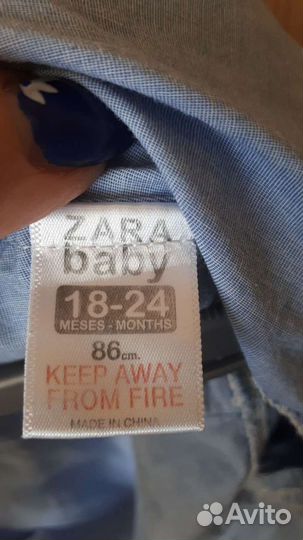 ZARA
baby
18-24
MESES - MONTHS
86cm.
KEEP AWAY
FROM FIRE
MADE IN CHINA
Avito